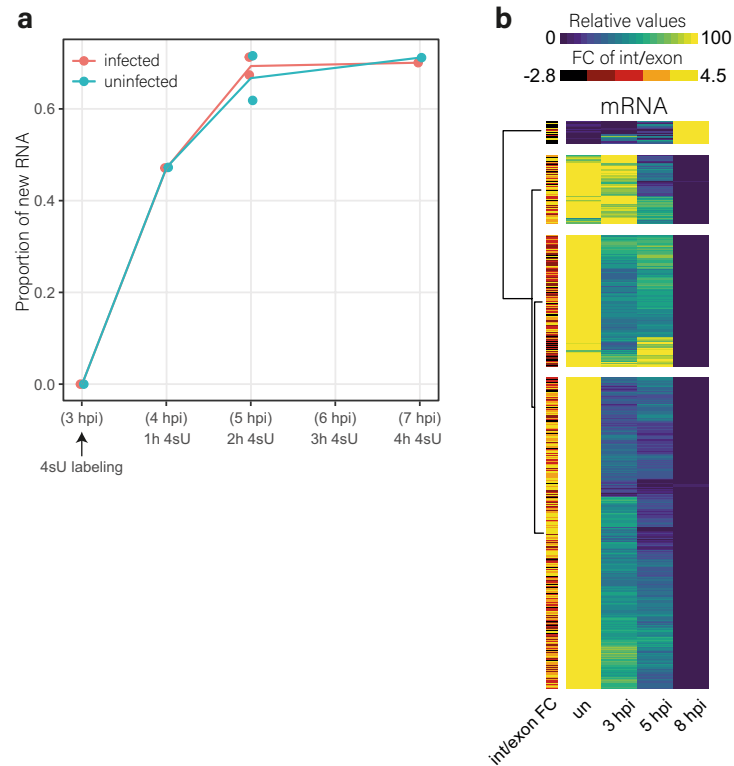 a
infected
uninfected
Proportion of new RNA
0.6
0.4
0.2
0.0
(3 hpi) (4 hpi) (5 hpi) (6 hpi) (7 hpi)
1h 4sU 2h 4sU 3h 4sU 4h 4sU
4sU labeling
b
Relative values
0 100
FC of int/exon
-2.8 4.5
mRNA
int/exon FC un 3 hpi 5 hpi 8 hpi